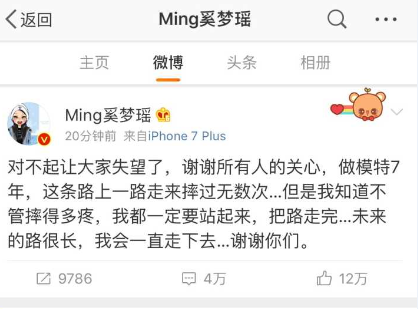 返回
Ming奚梦瑶
主页
微博
头条
相册
Ming奚梦瑶
20分钟前 来自iPhone 7 Plus
对不起让大家失望了，谢谢所有人的关心，做模特7
年，这条路上一路走来摔过无数次...但是我知道不
管摔得多疼，我都一定要站起来，把路走完...未来
的路很长，我会一直走下去...谢谢你们。
9786
4万
12万